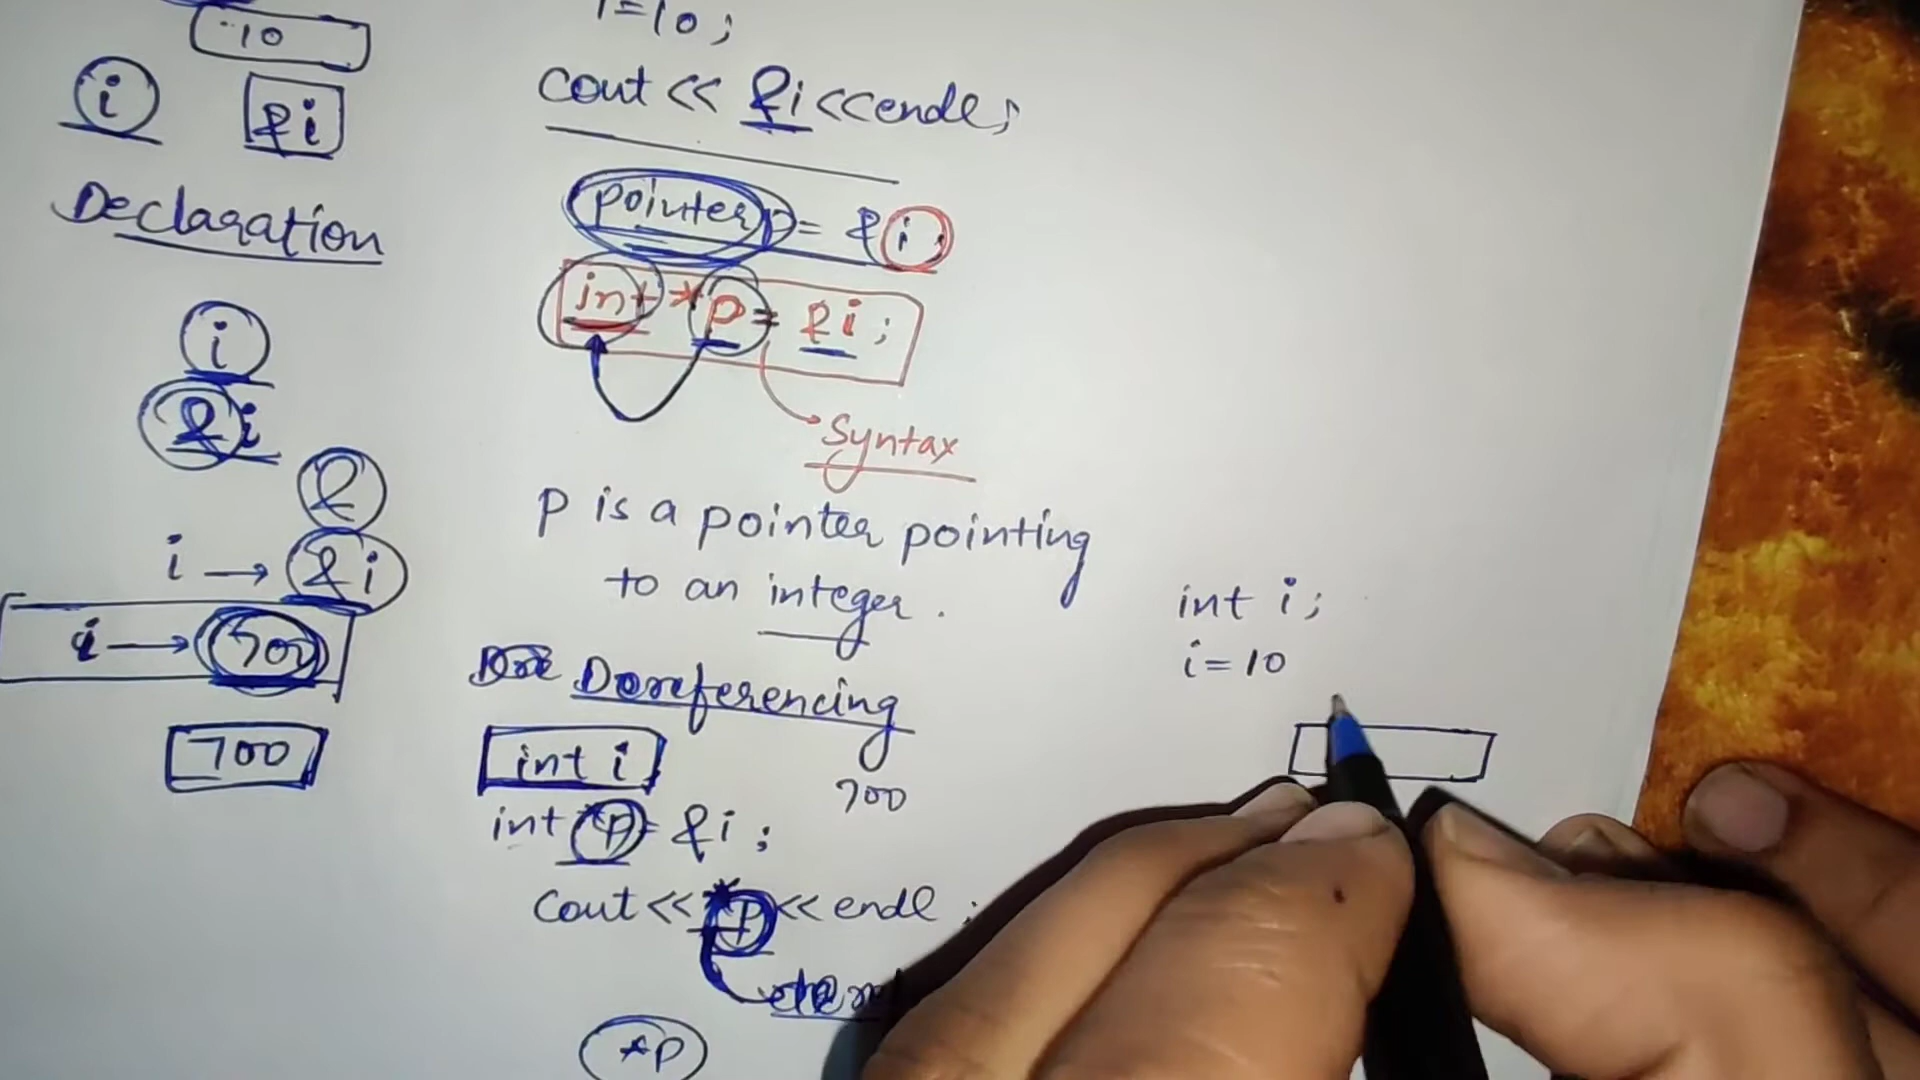 10
i &i
Declaration
i
&i
&
i → &i
i → 700
700
i=10;
cout << &i <<endl;
pointer p = &i;
int *p = &i;
Syntax
p is a pointer pointing
to an integer.
Dereferencing
int i
700
int *p = &i;
cout << *p << endl;
*p
int i;
i = 10